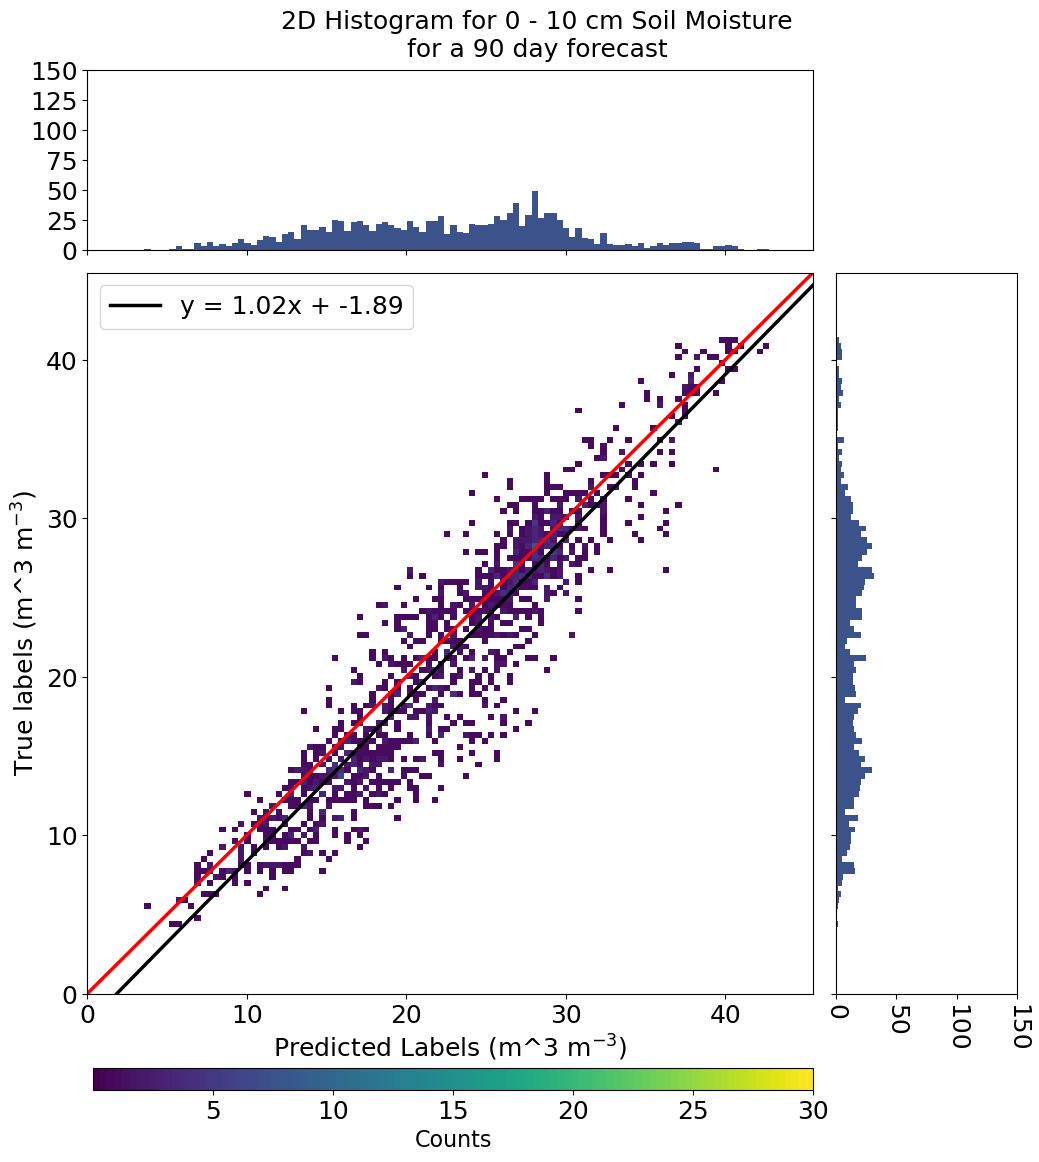 2D Histogram for 0 - 10 cm Soil Moisture
for a 90 day forecast
150
125
100
75
50
25
0
y = 1.02x + -1.89
True labels (m^3 m⁻³)
40
30
20
10
0
0 10 20 30 40
Predicted Labels (m^3 m⁻³)
0 50 100 150
5 10 15 20 25 30
Counts